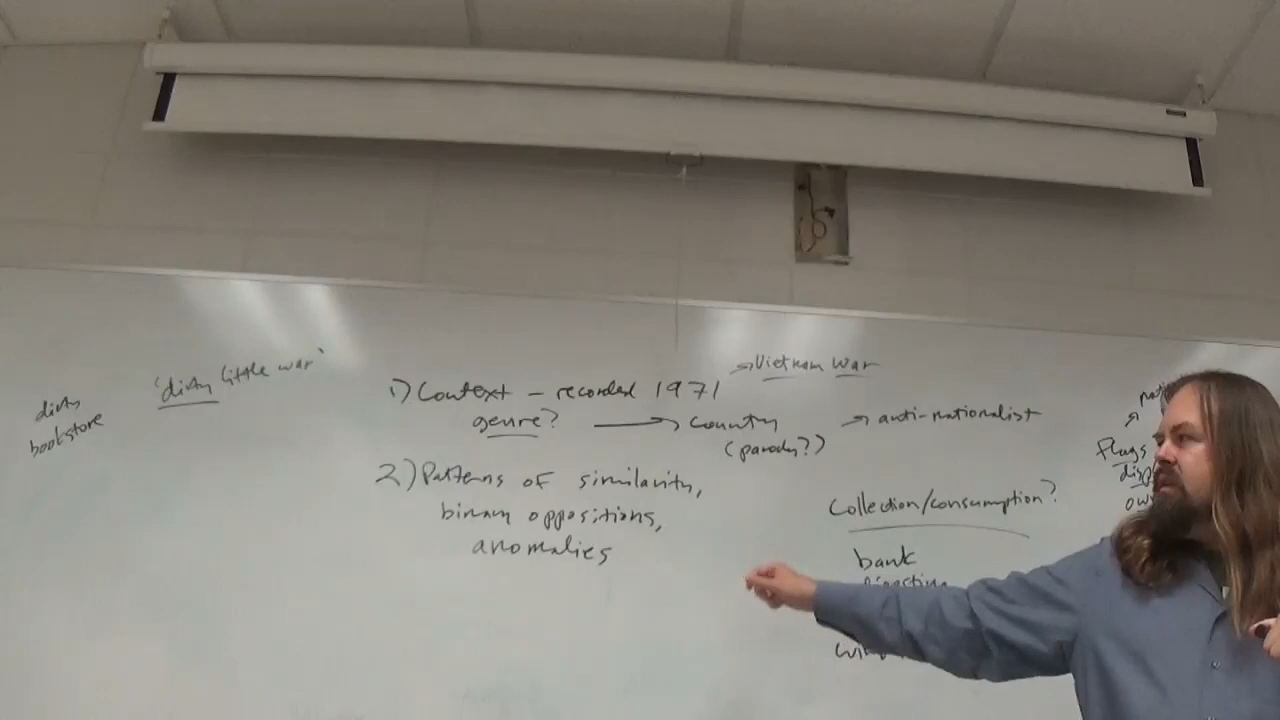 dirty
bookstore
'dirty little war'
1) Context – recorded 1971
genre? → Country
(parody??)
→ Vietnam War
→ anti-nationalist
2) Patterns of similarity,
binary oppositions,
anomalies
Collection/consumption?
bank
Flags